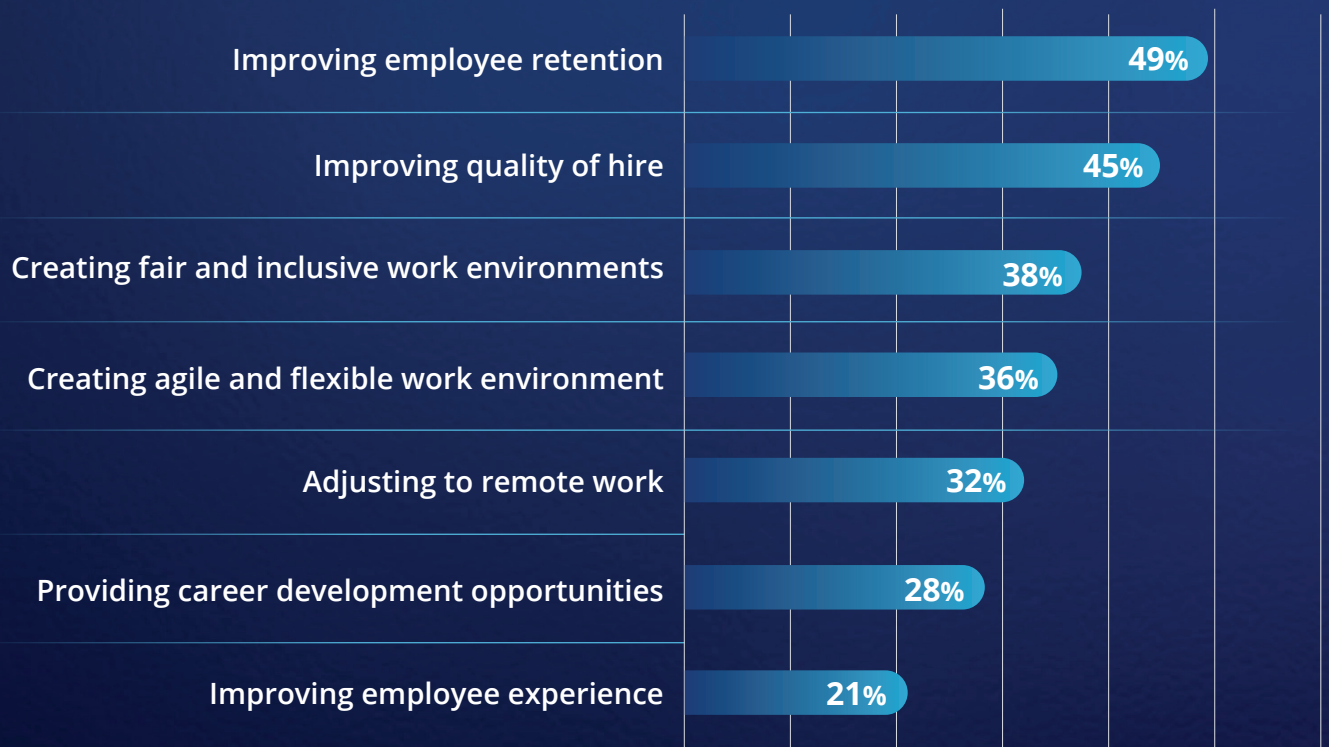 Improving employee retention 49%
Improving quality of hire 45%
Creating fair and inclusive work environments 38%
Creating agile and flexible work environment 36%
Adjusting to remote work 32%
Providing career development opportunities 28%
Improving employee experience 21%